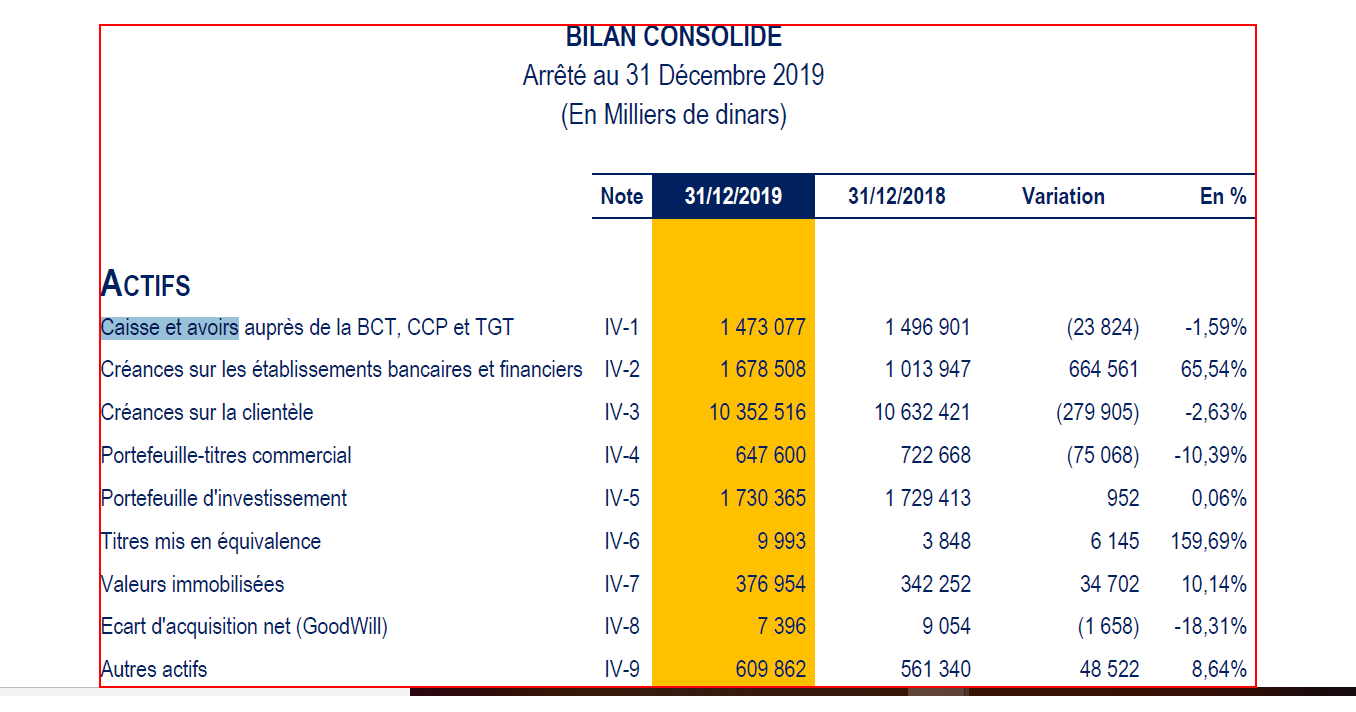 BILAN CONSOLIDE
Arrêté au 31 Décembre 2019
(En Milliers de dinars)
Note 31/12/2019 31/12/2018 Variation En %
ACTIFS
Caisse et avoirs auprès de la BCT, CCP et TGT IV-1 1 473 077 1 496 901 (23 824) -1,59%
Créances sur les établissements bancaires et financiers IV-2 1 678 508 1 013 947 664 561 65,54%
Créances sur la clientèle IV-3 10 352 516 10 632 421 (279 905) -2,63%
Portefeuille-titres commercial IV-4 647 600 722 668 (75 068) -10,39%
Portefeuille d'investissement IV-5 1 730 365 1 729 413 952 0,06%
Titres mis en équivalence IV-6 9 993 3 848 6 145 159,69%
Valeurs immobilisées IV-7 376 954 342 252 34 702 10,14%
Ecart d'acquisition net (GoodWill) IV-8 7 396 9 054 (1 658) -18,31%
Autres actifs IV-9 609 862 561 340 48 522 8,64%